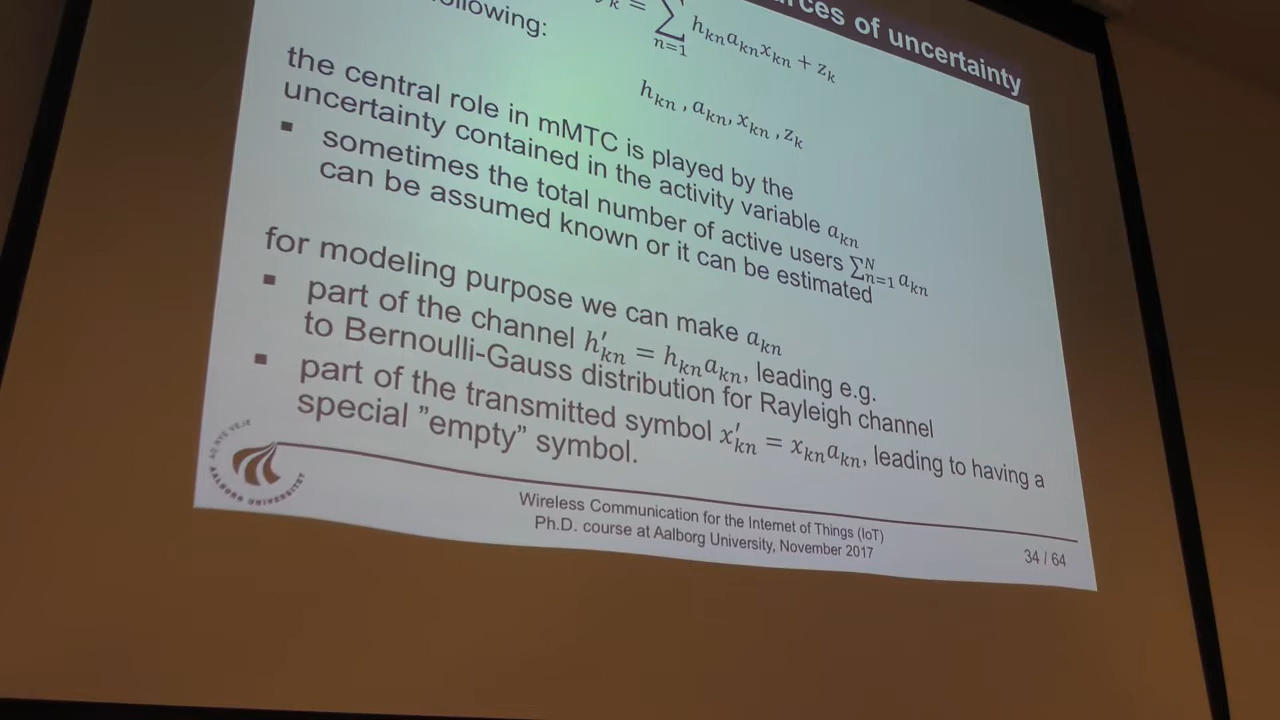 of uncertainty
= ∑_{n=1} h_{kn}a_{kn}x_{kn} + z_k
h_{kn} , a_{kn}, x_{kn} , z_k
the central role in mMTC is played by the
uncertainty contained in the activity variable a_{kn}
▪ sometimes the total number of active users ∑_{n=1}^{N} a_{kn}
can be assumed known or it can be estimated
for modeling purpose we can make a_{kn}
▪ part of the channel h'_{kn} = h_{kn}a_{kn}, leading e.g.
to Bernoulli-Gauss distribution for Rayleigh channel
▪ part of the transmitted symbol x'_{kn} = x_{kn}a_{kn}, leading to having a
special ”empty” symbol.
AALBORG UNIVERSITET
Wireless Communication for the Internet of Things (IoT)
Ph.D. course at Aalborg University, November 2017
34 / 64